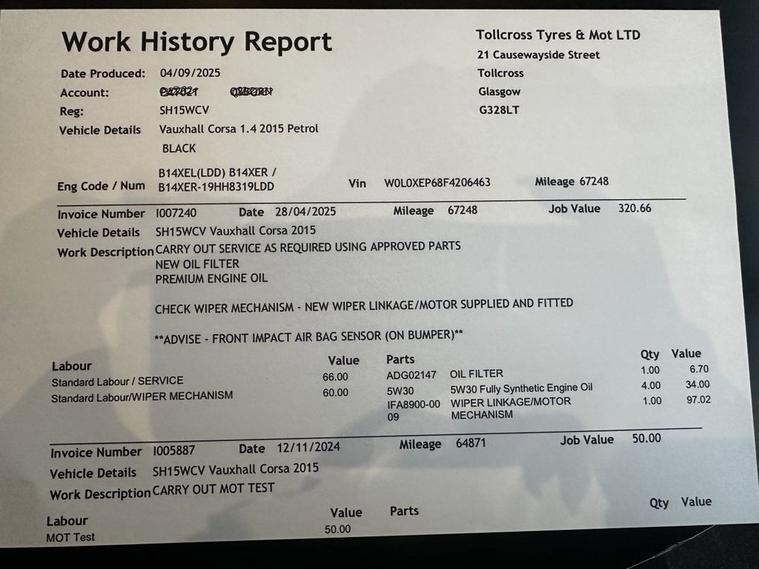 Work History Report
Tollcross Tyres & Mot LTD
21 Causewayside Street
Tollcross
Glasgow
G328LT
Date Produced: 04/09/2025
Account:
Reg: SH15WCV
Vehicle Details Vauxhall Corsa 1.4 2015 Petrol
BLACK
Eng Code / Num B14XEL(LDD) B14XER /
B14XER-19HH8319LDD
Vin W0L0XEP68F4206463 Mileage 67248
Invoice Number I007240 Date 28/04/2025 Mileage 67248 Job Value 320.66
Vehicle Details SH15WCV Vauxhall Corsa 2015
Work Description CARRY OUT SERVICE AS REQUIRED USING APPROVED PARTS
NEW OIL FILTER
PREMIUM ENGINE OIL
CHECK WIPER MECHANISM - NEW WIPER LINKAGE/MOTOR SUPPLIED AND FITTED
**ADVISE - FRONT IMPACT AIR BAG SENSOR (ON BUMPER)**
Labour Value Parts Qty Value
Standard Labour / SERVICE 66.00 ADG02147 OIL FILTER 1.00 6.70
Standard Labour/WIPER MECHANISM 60.00 5W30 5W30 Fully Synthetic Engine Oil 4.00 34.00
IFA8900-00 WIPER LINKAGE/MOTOR 1.00 97.02
09 MECHANISM
Invoice Number I005887 Date 12/11/2024 Mileage 64871 Job Value 50.00
Vehicle Details SH15WCV Vauxhall Corsa 2015
Work Description CARRY OUT MOT TEST
Labour Value Parts Qty Value
MOT Test 50.00